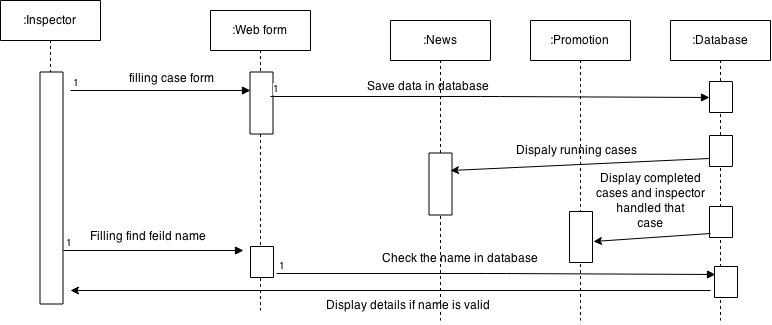 :Inspector
:Web form
:News
:Promotion
:Database
1
filling case form
1
Save data in database
Dispaly running cases
Display completed
cases and inspector
handled that
case
1
Filling find feild name
1
Check the name in database
Display details if name is valid